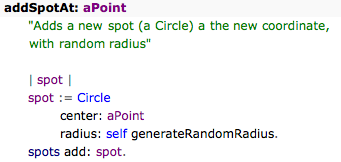 addSpotAt: aPoint
"Adds a new spot (a Circle) a the new coordinate,
with random radius"
| spot |
spot := Circle
center: aPoint
radius: self generateRandomRadius.
spots add: spot.